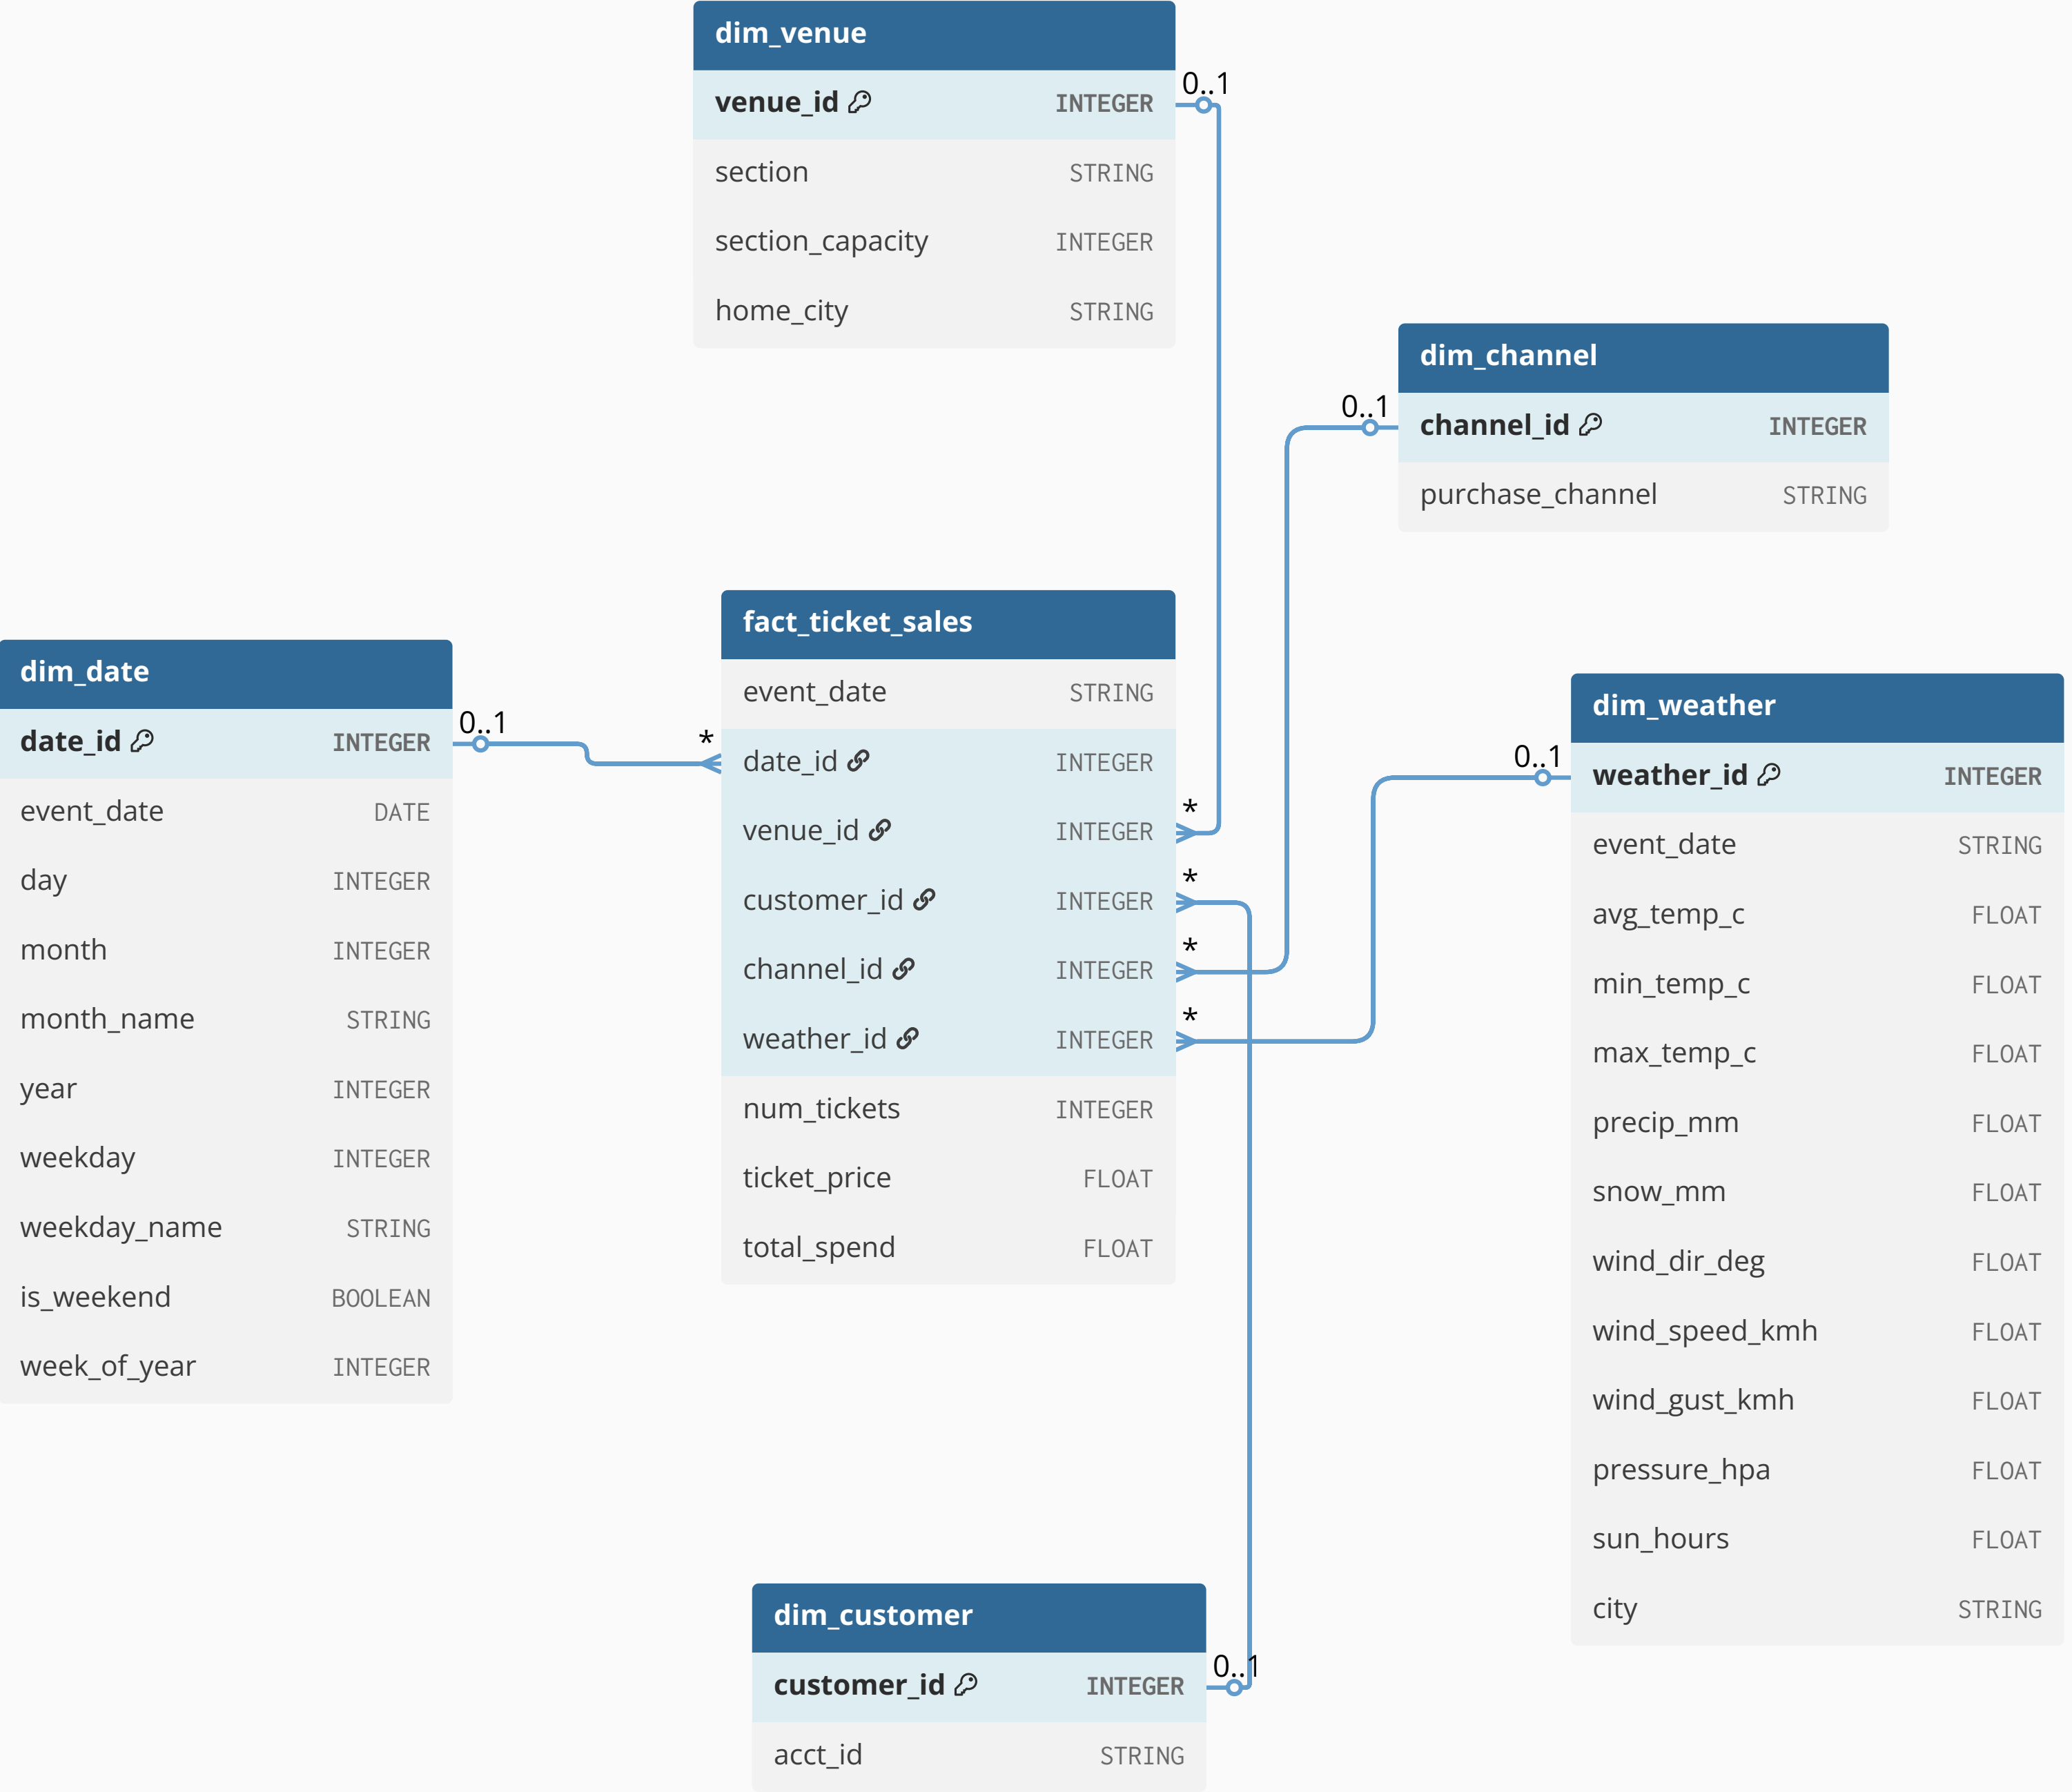 dim_venue
venue_id INTEGER
section STRING
section_capacity INTEGER
home_city STRING
0..1
dim_channel
channel_id INTEGER
purchase_channel STRING
0..1
fact_ticket_sales
event_date STRING
date_id INTEGER
venue_id INTEGER
customer_id INTEGER
channel_id INTEGER
weather_id INTEGER
num_tickets INTEGER
ticket_price FLOAT
total_spend FLOAT
*
*
*
*
*
dim_date
date_id INTEGER
event_date DATE
day INTEGER
month INTEGER
month_name STRING
year INTEGER
weekday INTEGER
weekday_name STRING
is_weekend BOOLEAN
week_of_year INTEGER
0..1
dim_weather
weather_id INTEGER
event_date STRING
avg_temp_c FLOAT
min_temp_c FLOAT
max_temp_c FLOAT
precip_mm FLOAT
snow_mm FLOAT
wind_dir_deg FLOAT
wind_speed_kmh FLOAT
wind_gust_kmh FLOAT
pressure_hpa FLOAT
sun_hours FLOAT
city STRING
0..1
dim_customer
customer_id INTEGER
acct_id STRING
0..1